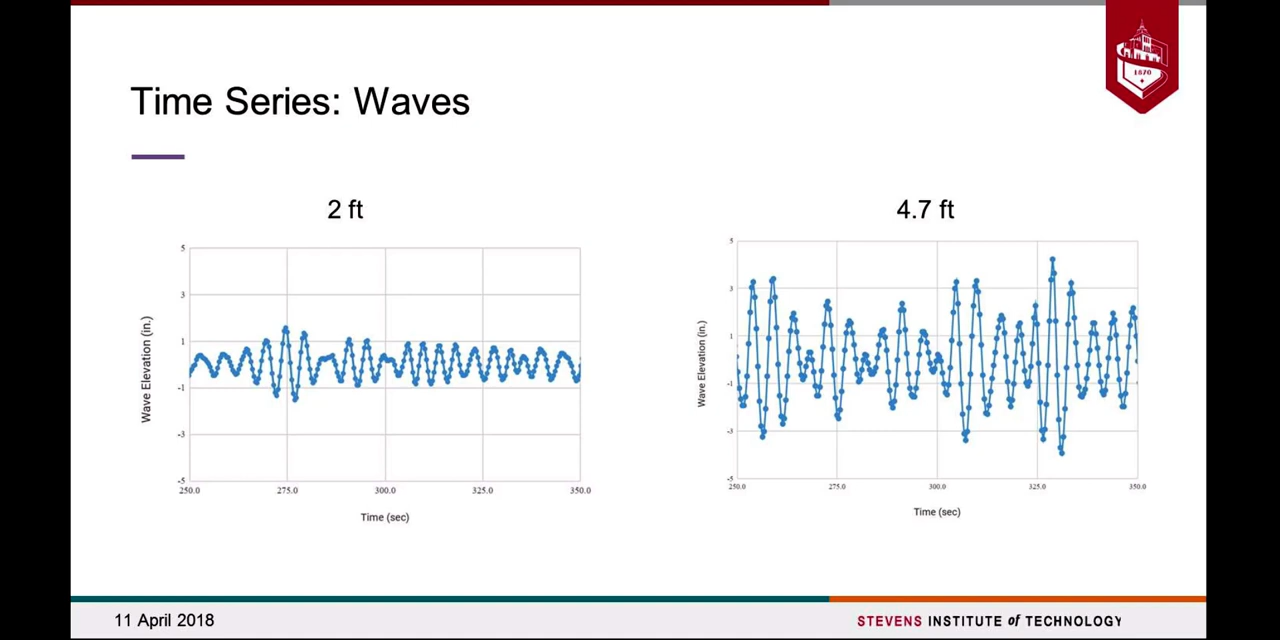 1870
Time Series: Waves
2 ft
4.7 ft
5
3
1
-1
-3
-5
Wave Elevation (in.)
250.0 275.0 300.0 325.0 350.0
Time (sec)
5
3
1
-1
-3
-5
Wave Elevation (in.)
250.0 275.0 300.0 325.0 350.0
Time (sec)
11 April 2018
STEVENS INSTITUTE of TECHNOLOGY